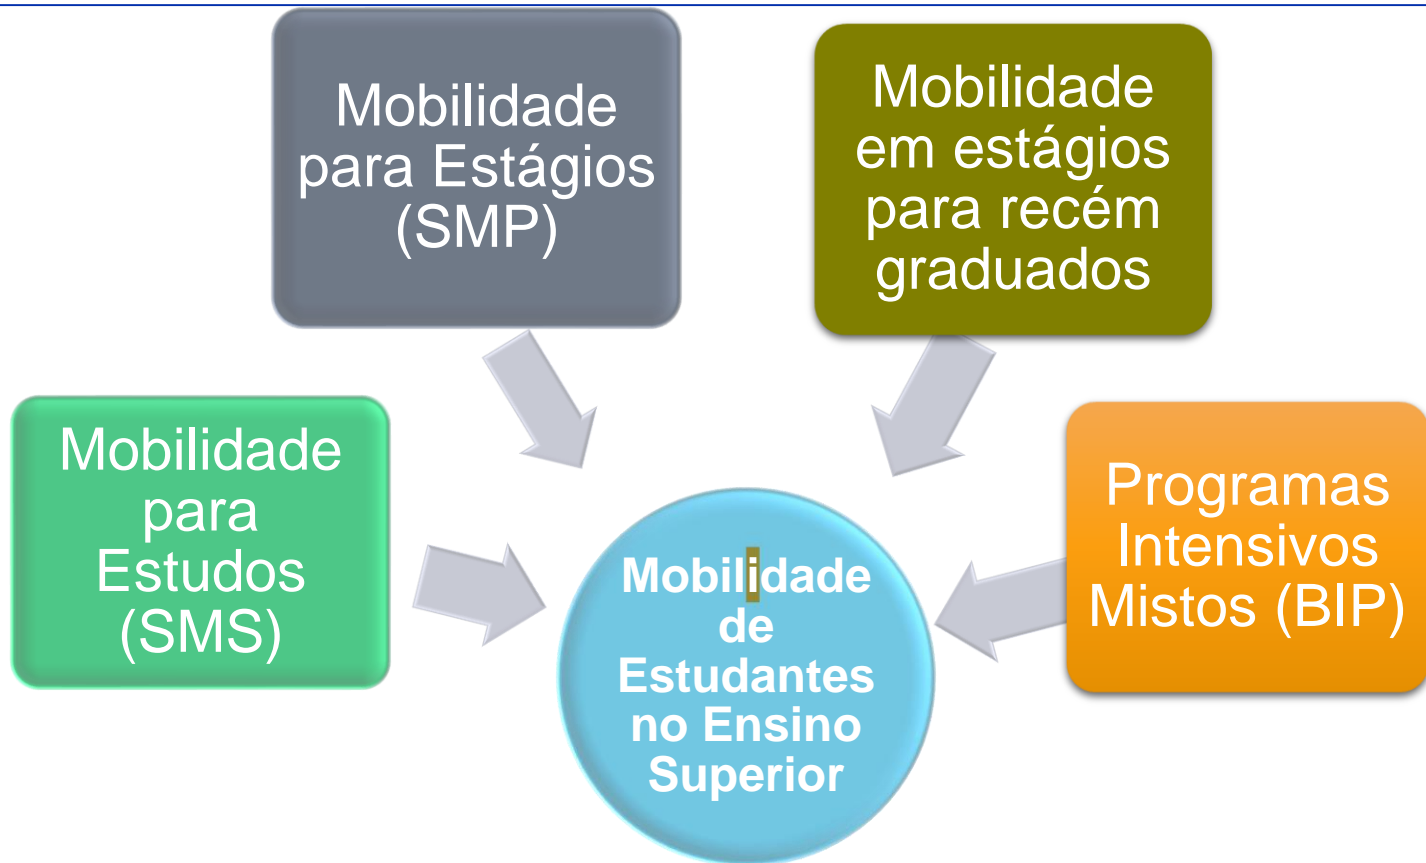 Mobilidade
para Estágios
(SMP)
Mobilidade
em estágios
para recém
graduados
Mobilidade
para
Estudos
(SMS)
Programas
Intensivos
Mistos (BIP)
Mobilidade
de
Estudantes
no Ensino
Superior